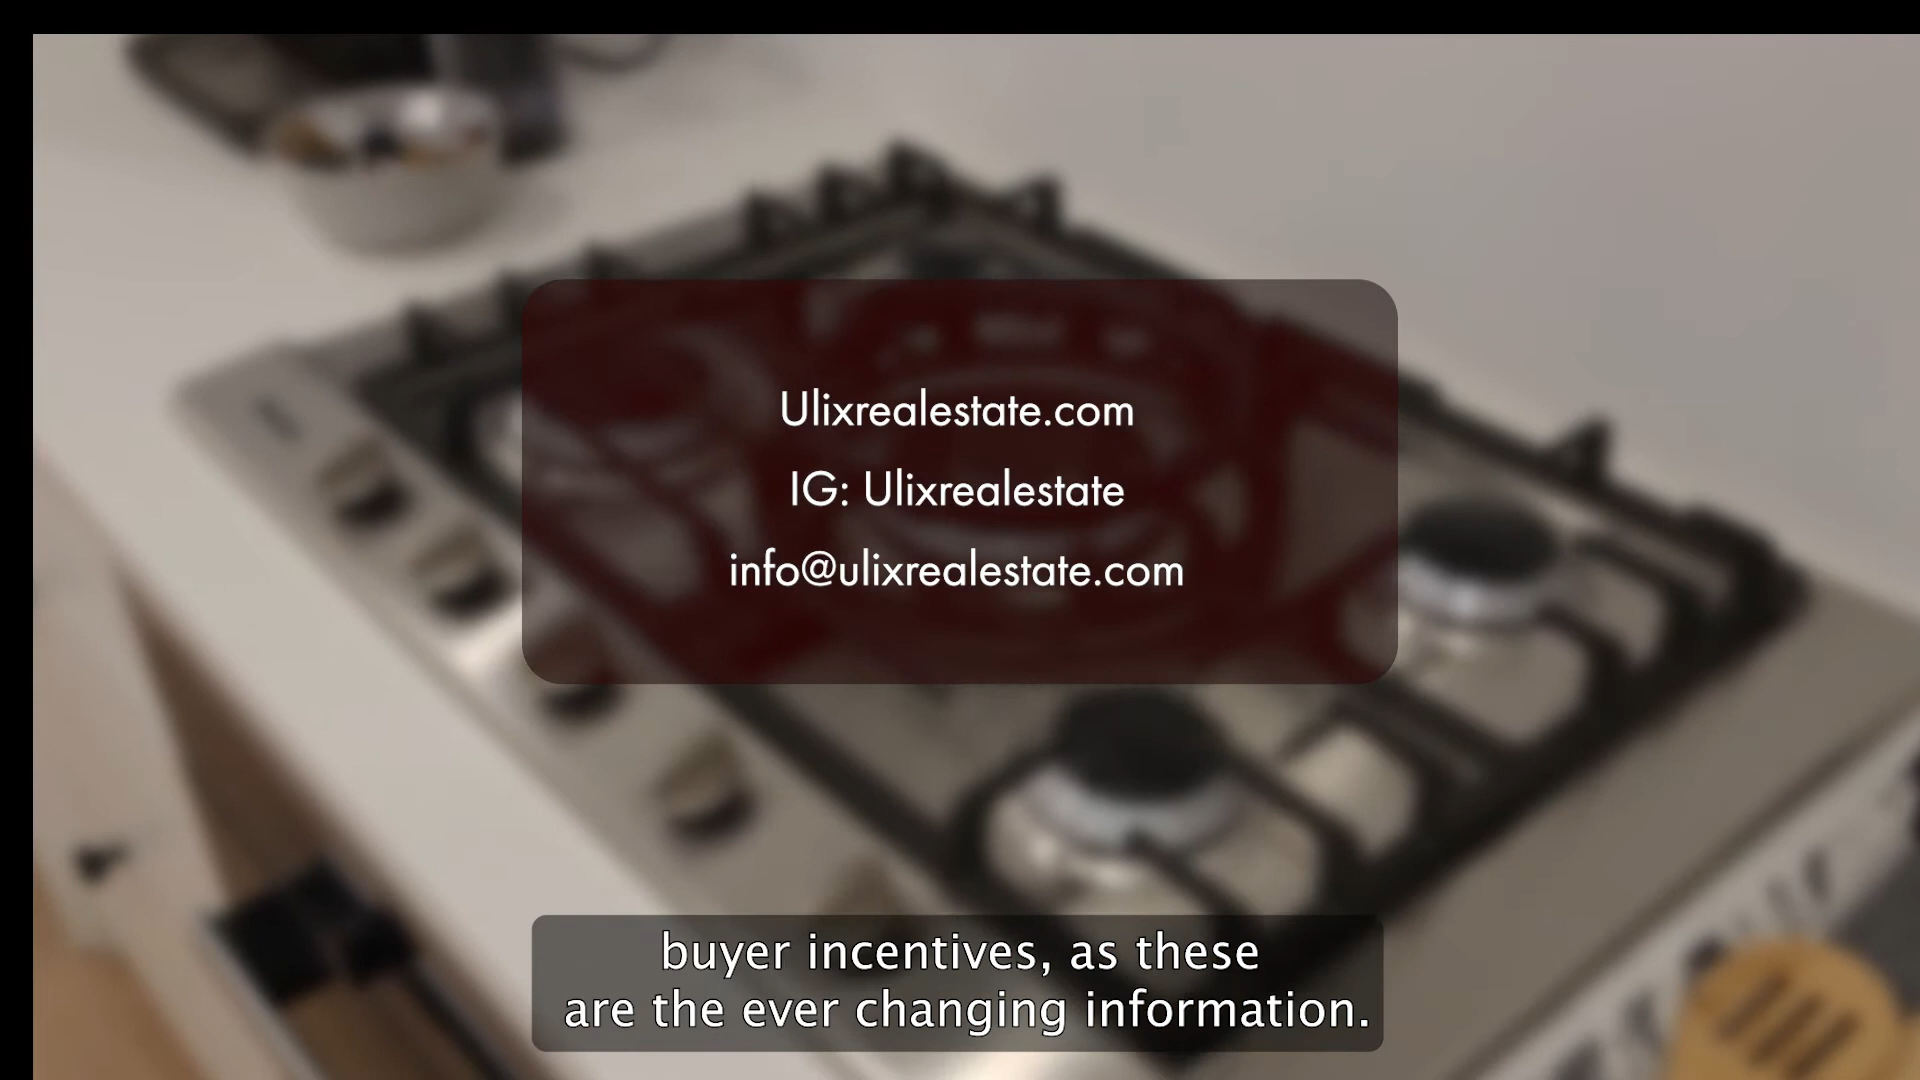 Ulixrealestate.com
IG: Ulixrealestate
info@ulixrealestate.com
buyer incentives, as these
are the ever changing information.